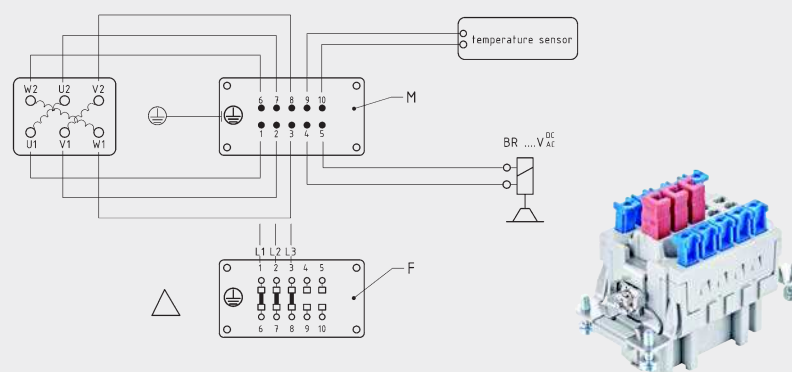 temperature sensor
W2 U2 V2
U1 V1 W1
6 7 8 9 10
1 2 3 4 5
M
BR ....V DC AC
L1 L2 L3
1 2 3 4 5
6 7 8 9 10
F